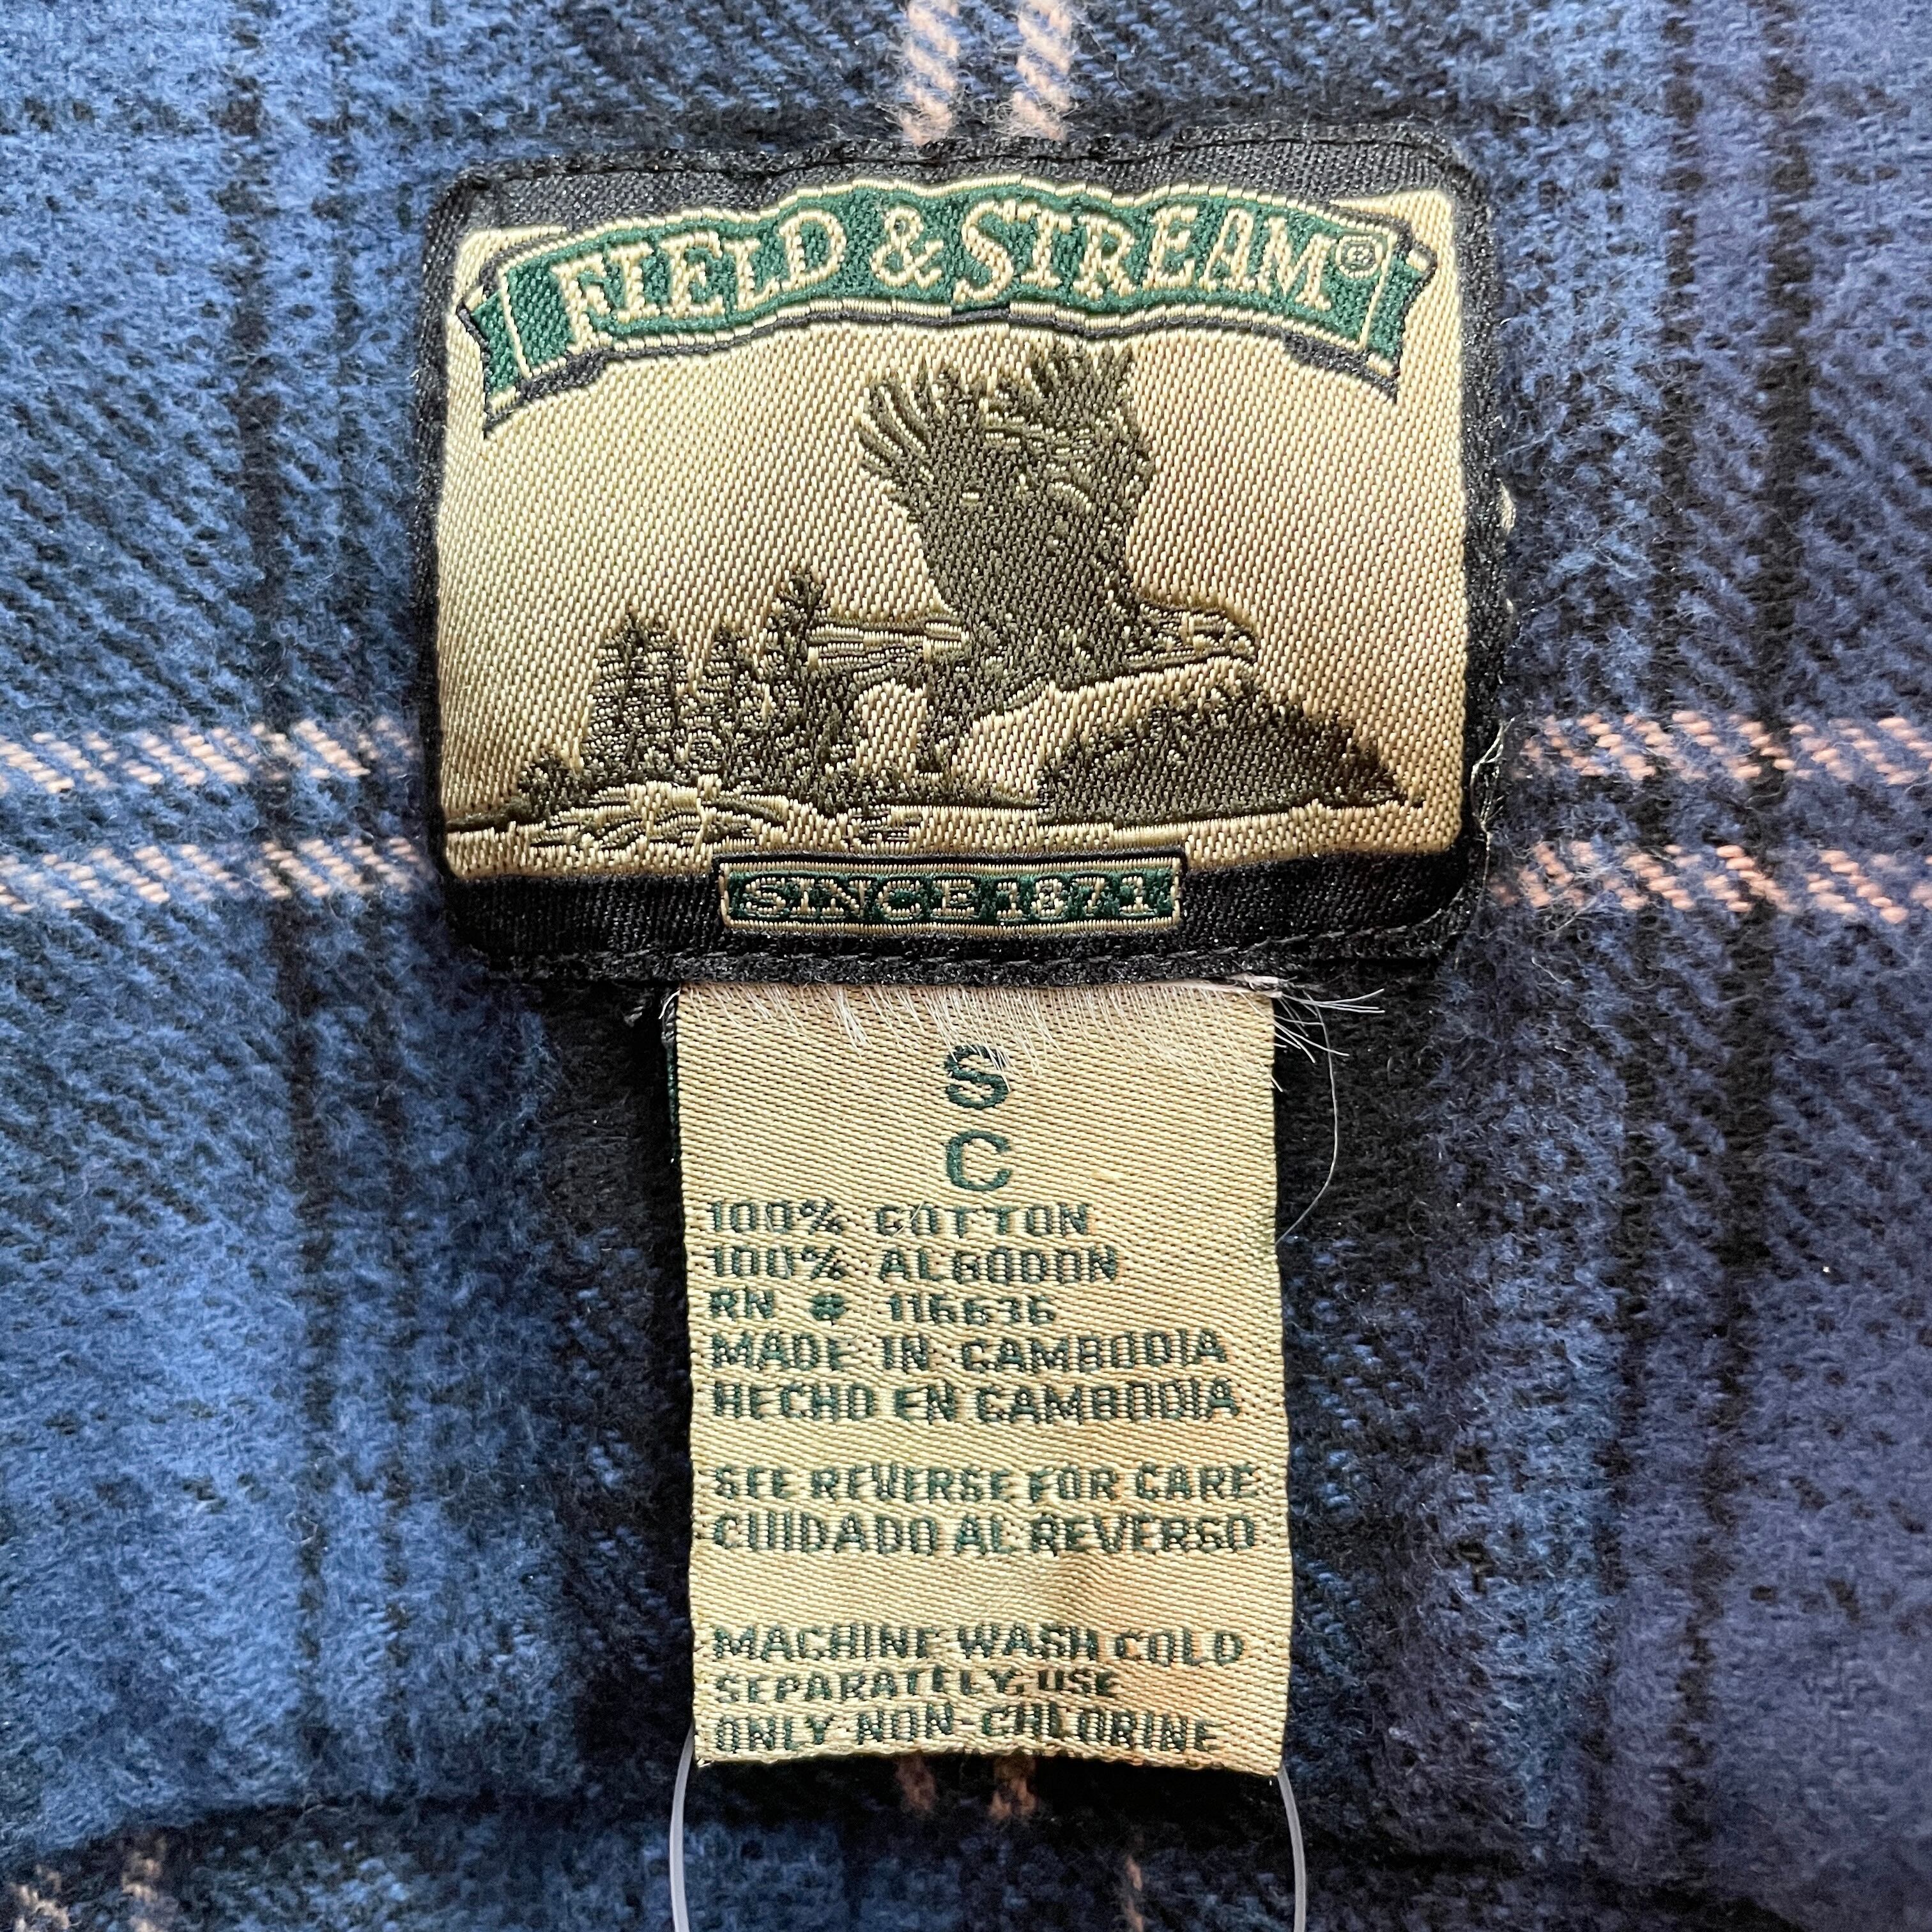 FIELD & STREAM®
SINCE 1871
S
C
100% COTTON
100% ALGODON
RN # 116636
MADE IN CAMBODIA
HECHO EN CAMBODIA
SEE REVERSE FOR CARE
CUIDADO AL REVERSO
MACHINE WASH COLD
SEPARATELY, USE
ONLY NON-CHLORINE